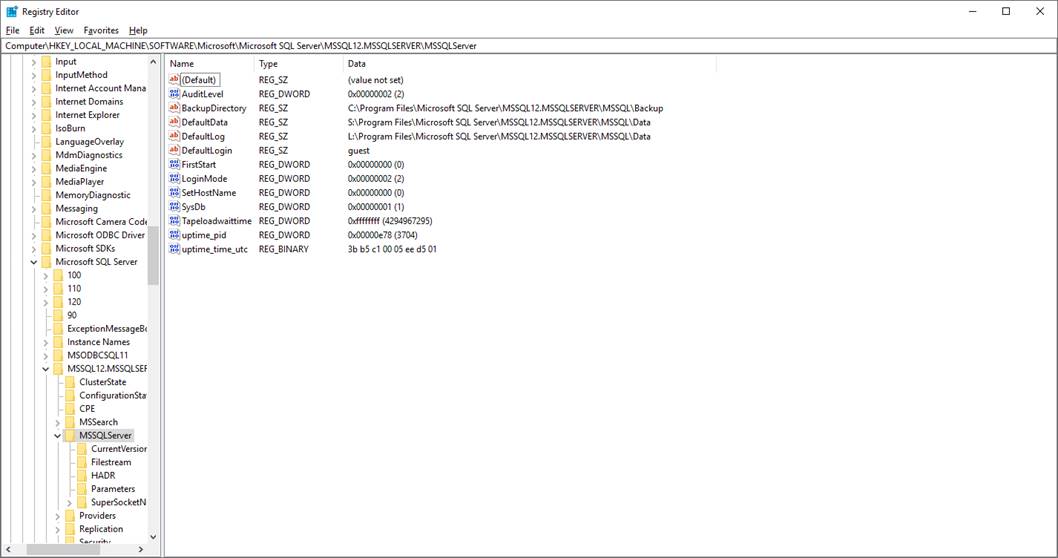 Registry Editor
File Edit View Favorites Help
Computer\HKEY_LOCAL_MACHINE\SOFTWARE\Microsoft\Microsoft SQL Server\MSSQL12.MSSQLSERVER\MSSQLServer
Input
InputMethod
Internet Account Mana
Internet Domains
Internet Explorer
IsoBurn
LanguageOverlay
MdmDiagnostics
MediaEngine
MediaPlayer
MemoryDiagnostic
Messaging
Microsoft Camera Code
Microsoft ODBC Driver
Microsoft SDKs
Microsoft SQL Server
100
110
120
90
ExceptionMessageBo
Instance Names
MSODBCSQL11
MSSQL12.MSSQLSER
ClusterState
ConfigurationSta
CPE
MSSearch
MSSQLServer
CurrentVersion
Filestream
HADR
Parameters
SuperSocketN
Providers
Replication
Security
Name Type Data
(Default) REG_SZ (value not set)
AuditLevel REG_DWORD 0x00000002 (2)
BackupDirectory REG_SZ C:\Program Files\Microsoft SQL Server\MSSQL12.MSSQLSERVER\MSSQL\Backup
DefaultData REG_SZ S:\Program Files\Microsoft SQL Server\MSSQL12.MSSQLSERVER\MSSQL\Data
DefaultLog REG_SZ L:\Program Files\Microsoft SQL Server\MSSQL12.MSSQLSERVER\MSSQL\Data
DefaultLogin REG_SZ guest
FirstStart REG_DWORD 0x00000000 (0)
LoginMode REG_DWORD 0x00000002 (2)
SetHostName REG_DWORD 0x00000000 (0)
SysDb REG_DWORD 0x00000001 (1)
Tapeloadwaittime REG_DWORD 0xffffffff (4294967295)
uptime_pid REG_DWORD 0x00000e78 (3704)
uptime_time_utc REG_BINARY 3b b5 c1 00 05 ee d5 01